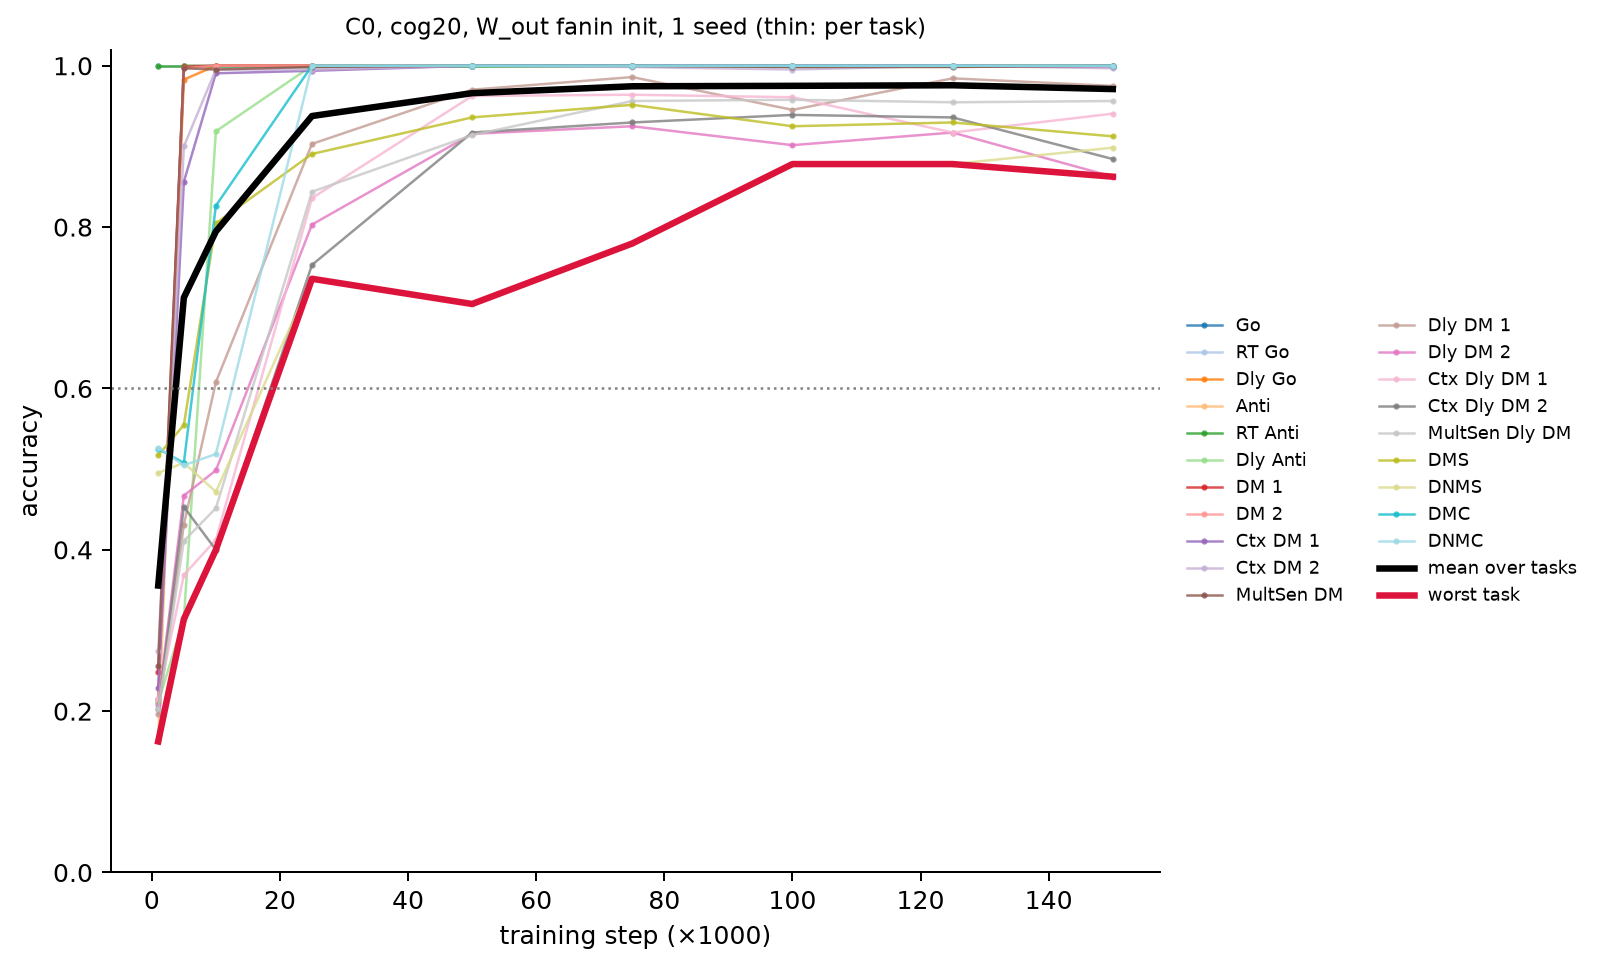 C0, cog20, W_out fanin init, 1 seed (thin: per task)
accuracy
1.0
0.8
0.6
0.4
0.2
0.0
0
20
40
60
80
100
120
140
training step (×1000)
Go
RT Go
Dly Go
Anti
RT Anti
Dly Anti
DM 1
DM 2
Ctx DM 1
Ctx DM 2
MultSen DM
Dly DM 1
Dly DM 2
Ctx Dly DM 1
Ctx Dly DM 2
MultSen Dly DM
DMS
DNMS
DMC
DNMC
mean over tasks
worst task